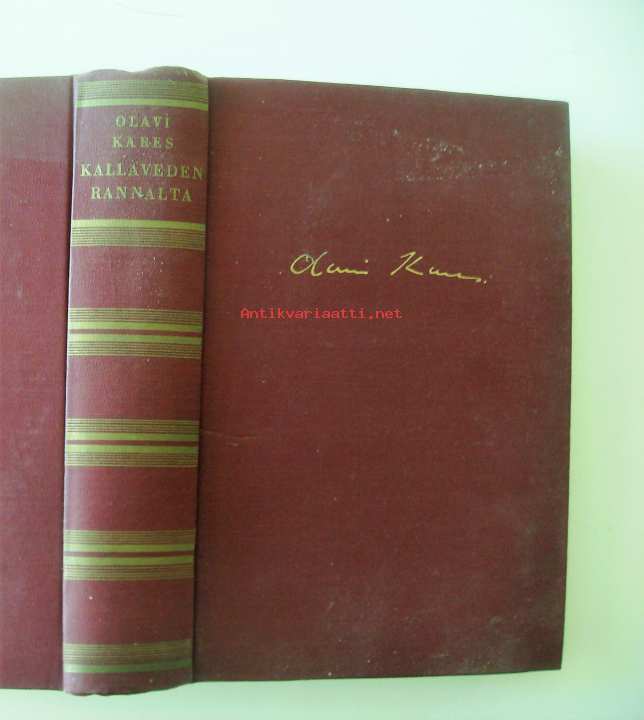 OLAVI
KARES
KALLAVEDEN
RANNALTA
Olavi Kares.
Antikvariaatti.net